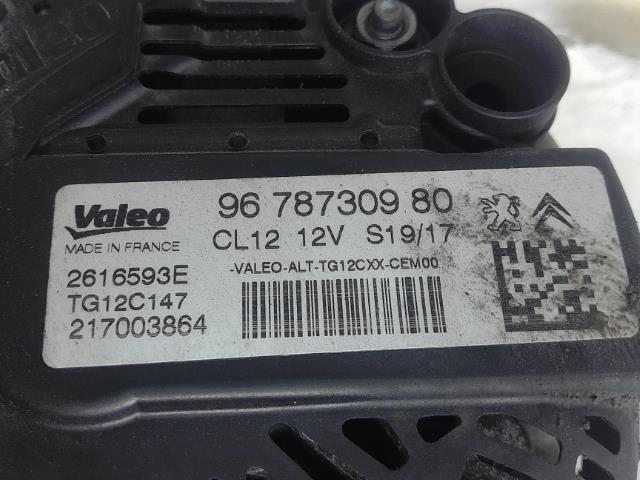 Valeo
MADE IN FRANCE
96 787309 80
CL12 12V S19/17
2616593E
TG12C147
217003864
-VALEO-ALT-TG12CXX-CEM00